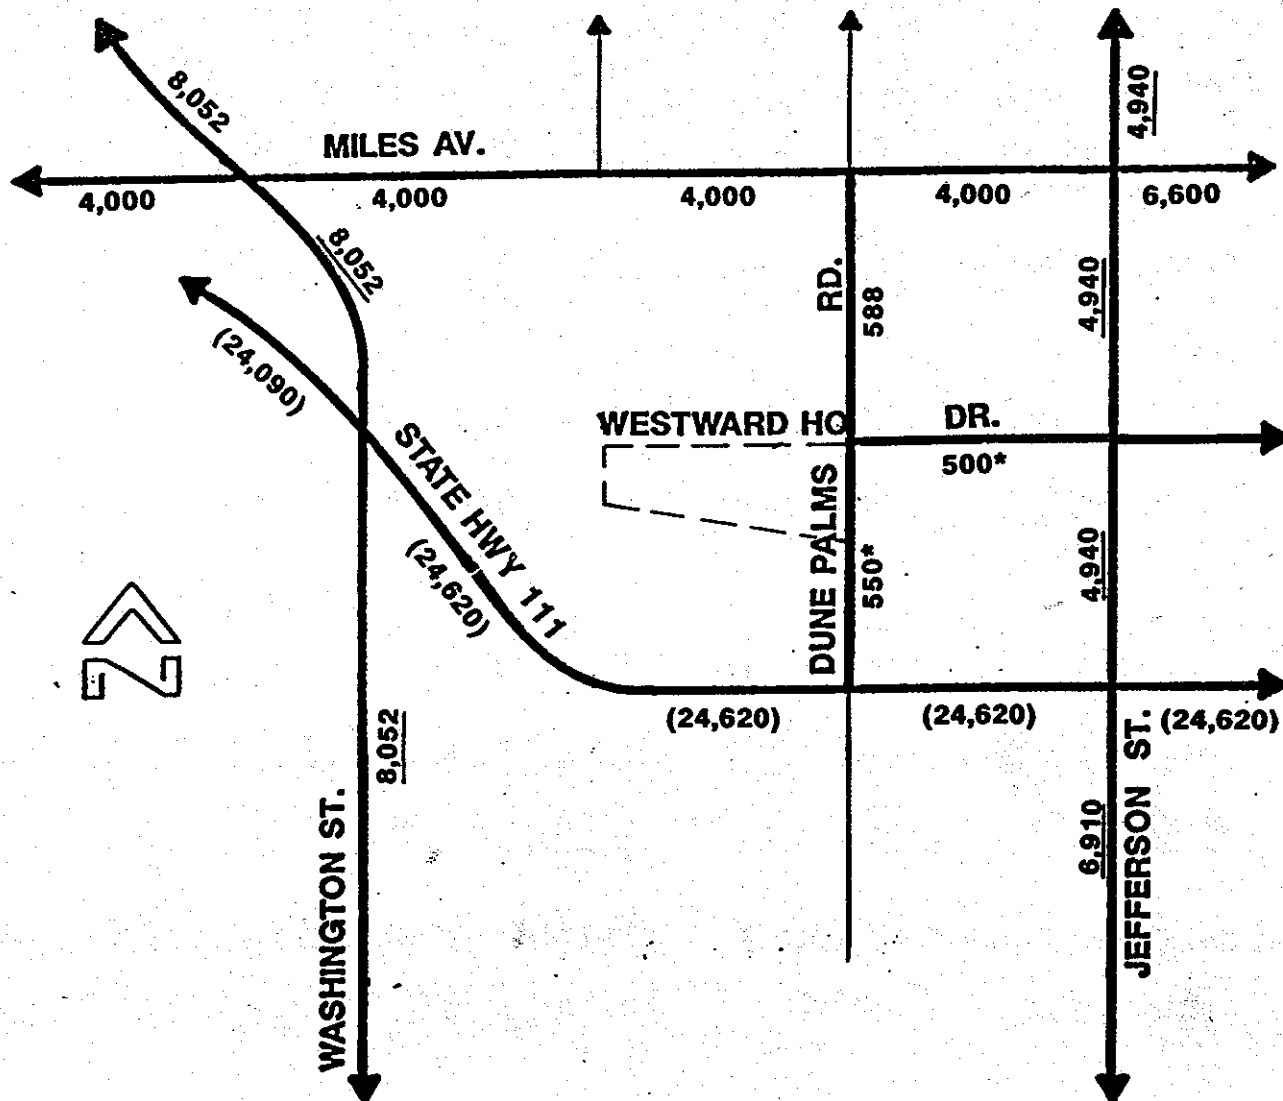 4,940
8,052
MILES AV.
4,000
4,000
4,000
4,000
6,600
8,052
4,940
RD.
588
(24,090)
WESTWARD HO DR.
500*
STATE HWY 111
(24,620)
DUNE PALMS
550*
4,940
N
(24,620)
(24,620)
(24,620)
8,052
6,910
WASHINGTON ST.
JEFFERSON ST.